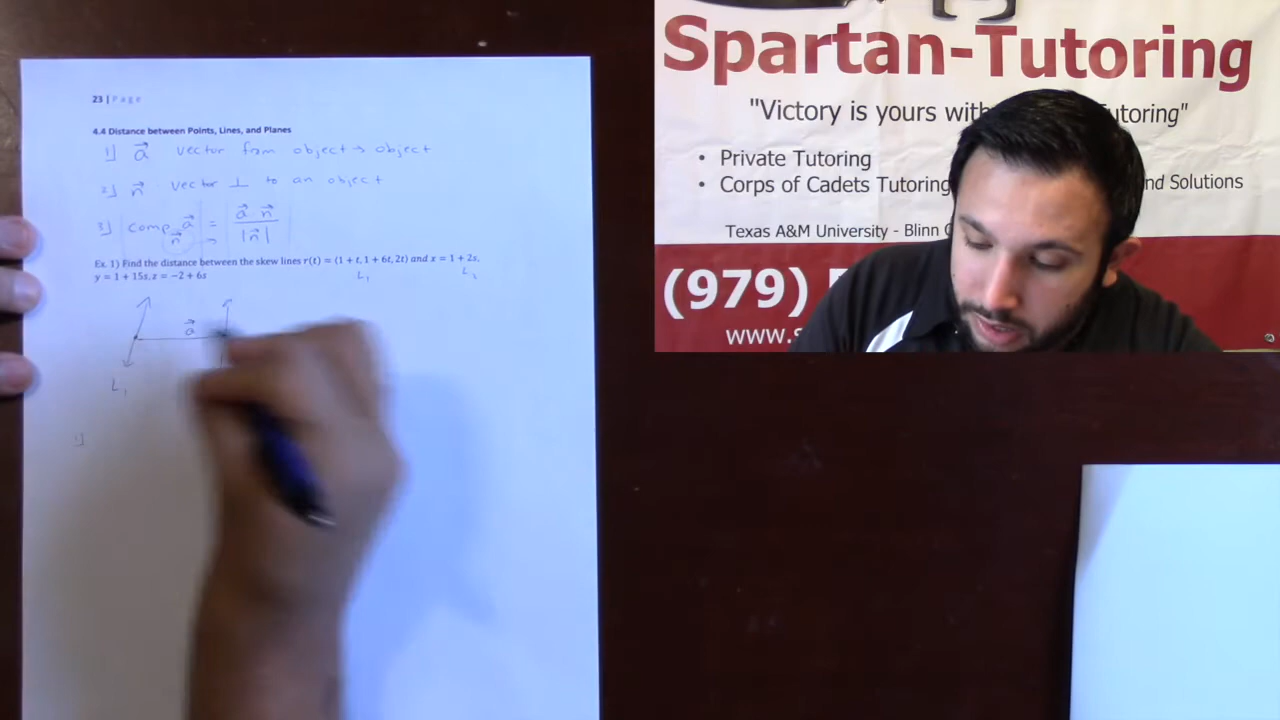 23 | Page
4.4 Distance between Points, Lines, and Planes
1) a⃗ vector from object → object
2) n⃗ vector ⊥ to an object
3) |comp n⃗ a⃗| = |a⃗ n⃗ / |n⃗||
Ex. 1) Find the distance between the skew lines r(t) = ⟨1 + t, 1 + 6t, 2t⟩ and x = 1 + 2s,
y = 1 + 15s, z = −2 + 6s
L₁ L₂
a⃗
L₁
1)
Spartan-Tutoring
"Victory is yours with utoring"
• Private Tutoring
• Corps of Cadets Tutoring nd Solutions
Texas A&M University - Blinn C
(979)
www.s